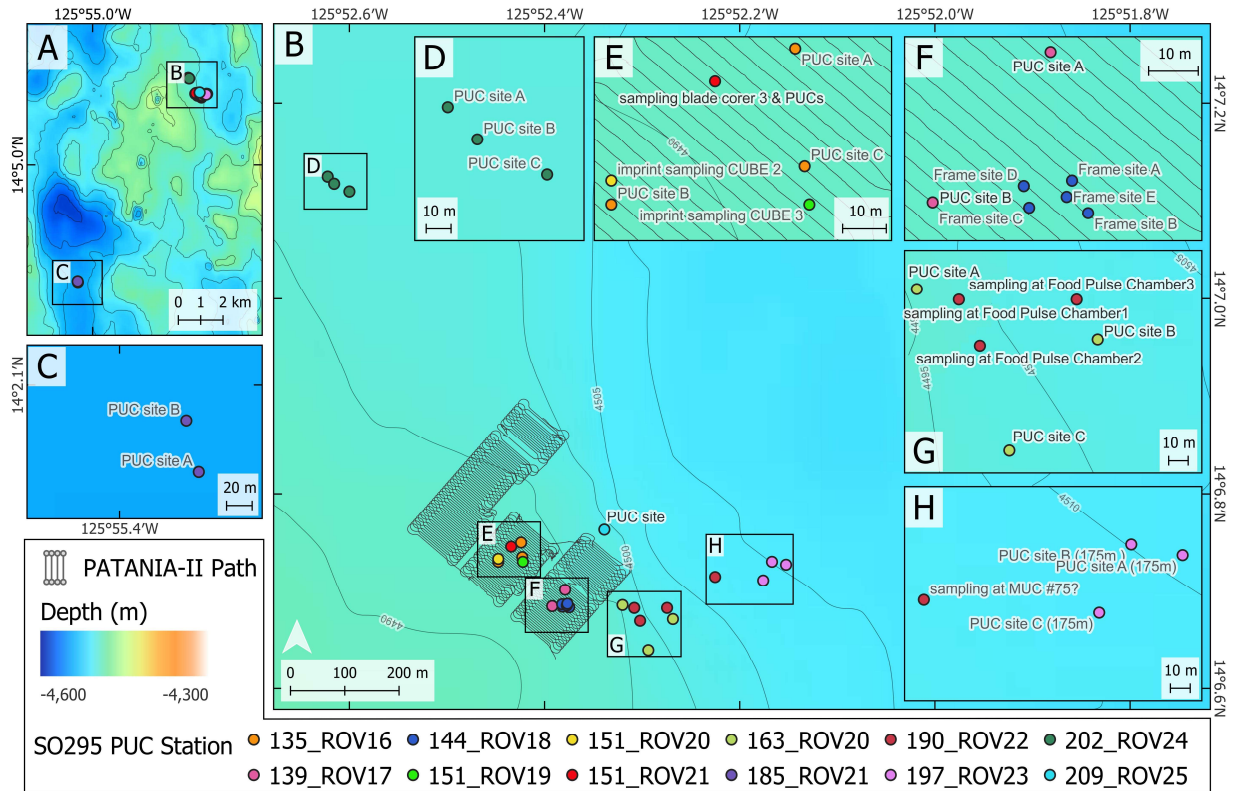 125°55.0'W
125°52.6'W
125°52.4'W
125°52.2'W
125°52.0'W
125°51.8'W
A
B
C
14°5.0'N
0 1 2 km
C
PUC site B
PUC site A
20 m
14°2.1'N
125°55.4'W
B
D
D
PUC site A
PUC site B
PUC site C
10 m
E
PUC site A
sampling blade corer 3 & PUCs
4490
PUC site C
imprint sampling CUBE 2
PUC site B
imprint sampling CUBE 3
10 m
F
10 m
PUC site A
Frame site D
Frame site A
PUC site B
Frame site E
Frame site C
Frame site B
14°7.2'N
4505
PUC site A
sampling at Food Pulse Chamber3
sampling at Food Pulse Chamber1
PUC site B
sampling at Food Pulse Chamber2
4495
PUC site C
G
10 m
14°7.0'N
H
4510
PUC site B (175m)
PUC site A (175m)
sampling at MUC #75?
PUC site C (175m)
10 m
14°6.8'N
14°6.6'N
4505
PUC site
E
F
G
H
4500
4490
0 100 200 m
PATANIA-II Path
Depth (m)
-4,600
-4,300
SO295 PUC Station
135_ROV16
144_ROV18
151_ROV20
163_ROV20
190_ROV22
202_ROV24
139_ROV17
151_ROV19
151_ROV21
185_ROV21
197_ROV23
209_ROV25